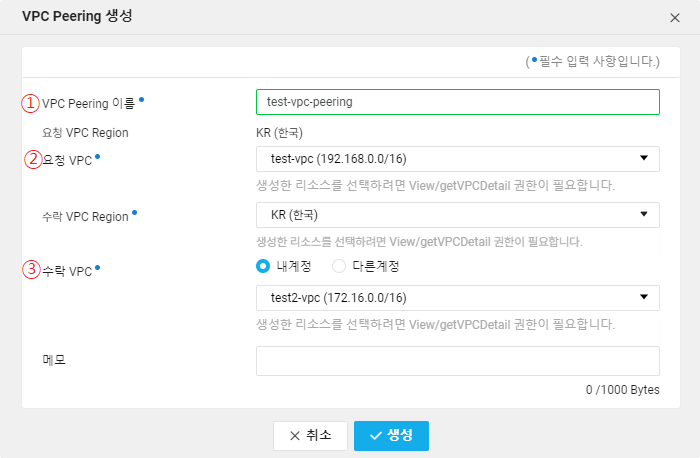 VPC Peering 생성
(•필수 입력 사항입니다.)
① VPC Peering 이름• test-vpc-peering
요청 VPC Region KR (한국)
② 요청 VPC• test-vpc (192.168.0.0/16)
생성한 리소스를 선택하려면 View/getVPCDetail 권한이 필요합니다.
수락 VPC Region• KR (한국)
생성한 리소스를 선택하려면 View/getVPCDetail 권한이 필요합니다.
③ 수락 VPC• 내계정 다른계정
test2-vpc (172.16.0.0/16)
생성한 리소스를 선택하려면 View/getVPCDetail 권한이 필요합니다.
메모
0 /1000 Bytes
취소 생성